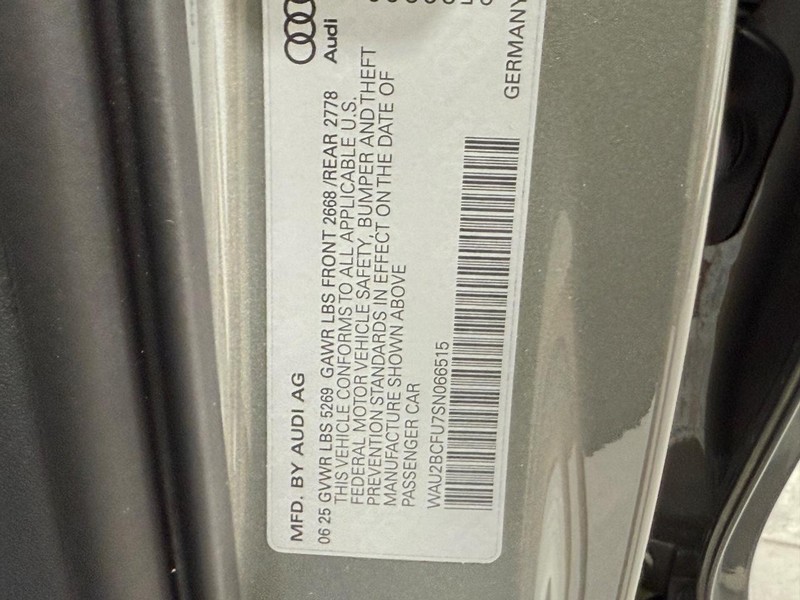 Audi
MFD. BY AUDI AG
06 25 GVWR LBS 5269 GAWR LBS FRONT 2668 /REAR 2778
THIS VEHICLE CONFORMS TO ALL APPLICABLE U.S.
FEDERAL MOTOR VEHICLE SAFETY, BUMPER AND THEFT
PREVENTION STANDARDS IN EFFECT ON THE DATE OF
MANUFACTURE SHOWN ABOVE
PASSENGER CAR
WAU2BCFU7SN066515
GERMANY